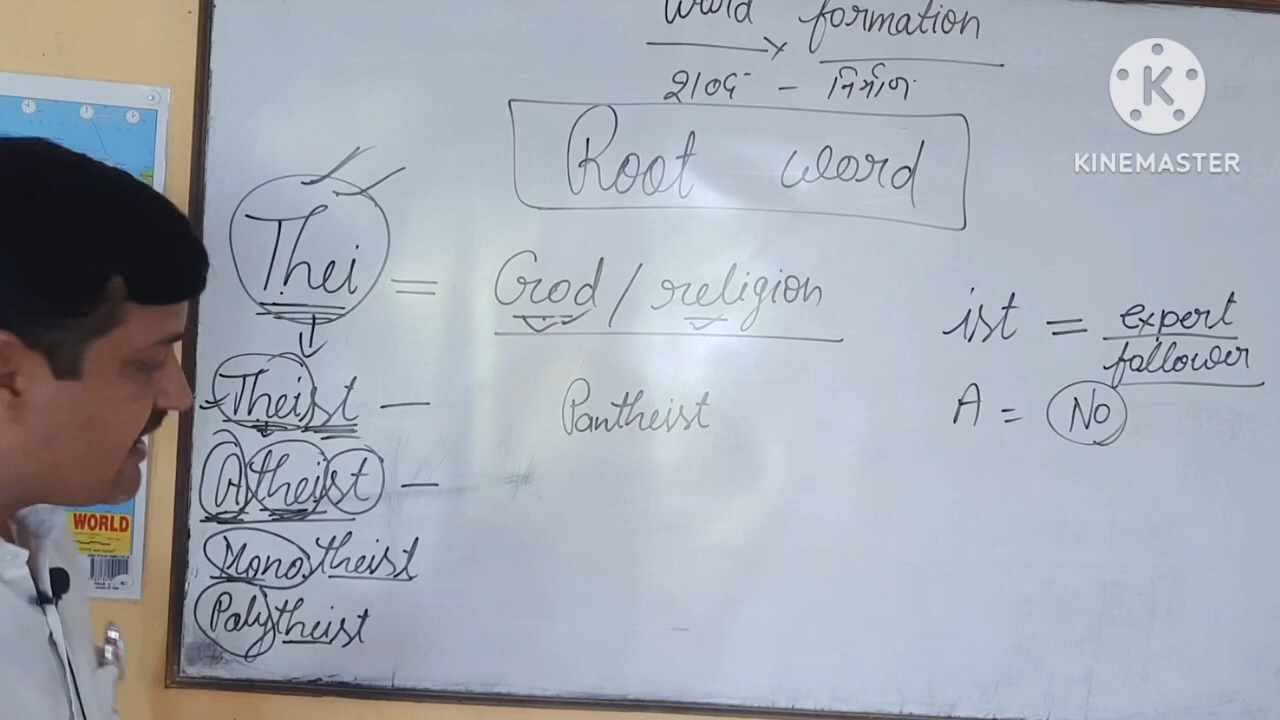 Word formation
शब्द - निर्माण
Root word
Thei = God / religion
ist = expert
follower
Theist -
Pantheist
A = No
Atheist -
Monotheist
Polytheist
WORLD
K
KINEMASTER